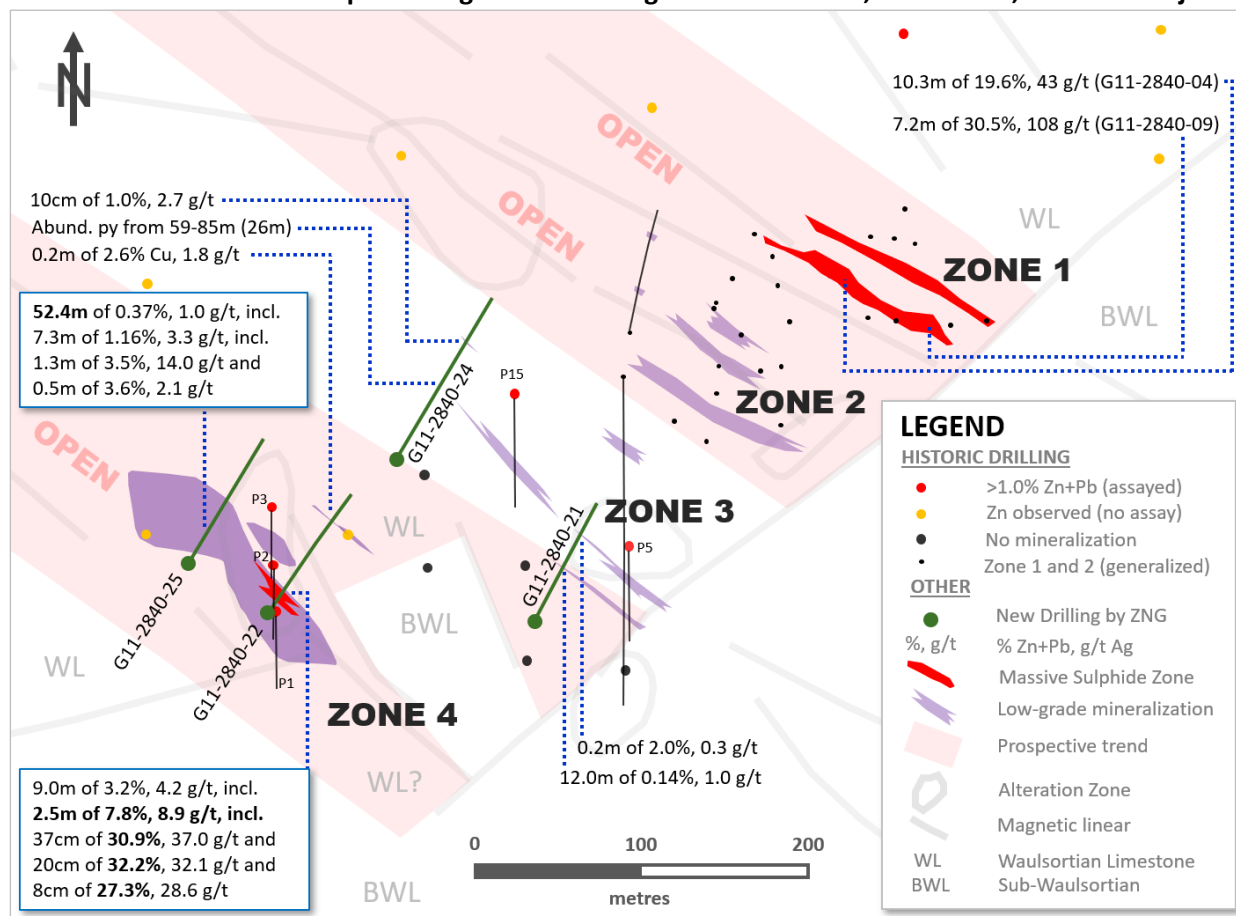 10.3m of 19.6%, 43 g/t (G11-2840-04)
7.2m of 30.5%, 108 g/t (G11-2840-09)
N
OPEN
OPEN
OPEN
10cm of 1.0%, 2.7 g/t
Abund. py from 59-85m (26m)
0.2m of 2.6% Cu, 1.8 g/t
52.4m of 0.37%, 1.0 g/t, incl.
7.3m of 1.16%, 3.3 g/t, incl.
1.3m of 3.5%, 14.0 g/t and
0.5m of 3.6%, 2.1 g/t
WL
ZONE 1
BWL
ZONE 2
G11-2840-24
P15
ZONE 3
P5
G11-2840-21
WL
BWL
P3
P2
P1
G11-2840-25
G11-2840-22
WL
ZONE 4
WL?
BWL
0.2m of 2.0%, 0.3 g/t
12.0m of 0.14%, 1.0 g/t
9.0m of 3.2%, 4.2 g/t, incl.
2.5m of 7.8%, 8.9 g/t, incl.
37cm of 30.9%, 37.0 g/t and
20cm of 32.2%, 32.1 g/t and
8cm of 27.3%, 28.6 g/t
0 100 200
metres
LEGEND
HISTORIC DRILLING
>1.0% Zn+Pb (assayed)
Zn observed (no assay)
No mineralization
Zone 1 and 2 (generalized)
OTHER
New Drilling by ZNG
%, g/t % Zn+Pb, g/t Ag
Massive Sulphide Zone
Low-grade mineralization
Prospective trend
Alteration Zone
Magnetic linear
WL Waulsortian Limestone
BWL Sub-Waulsortian